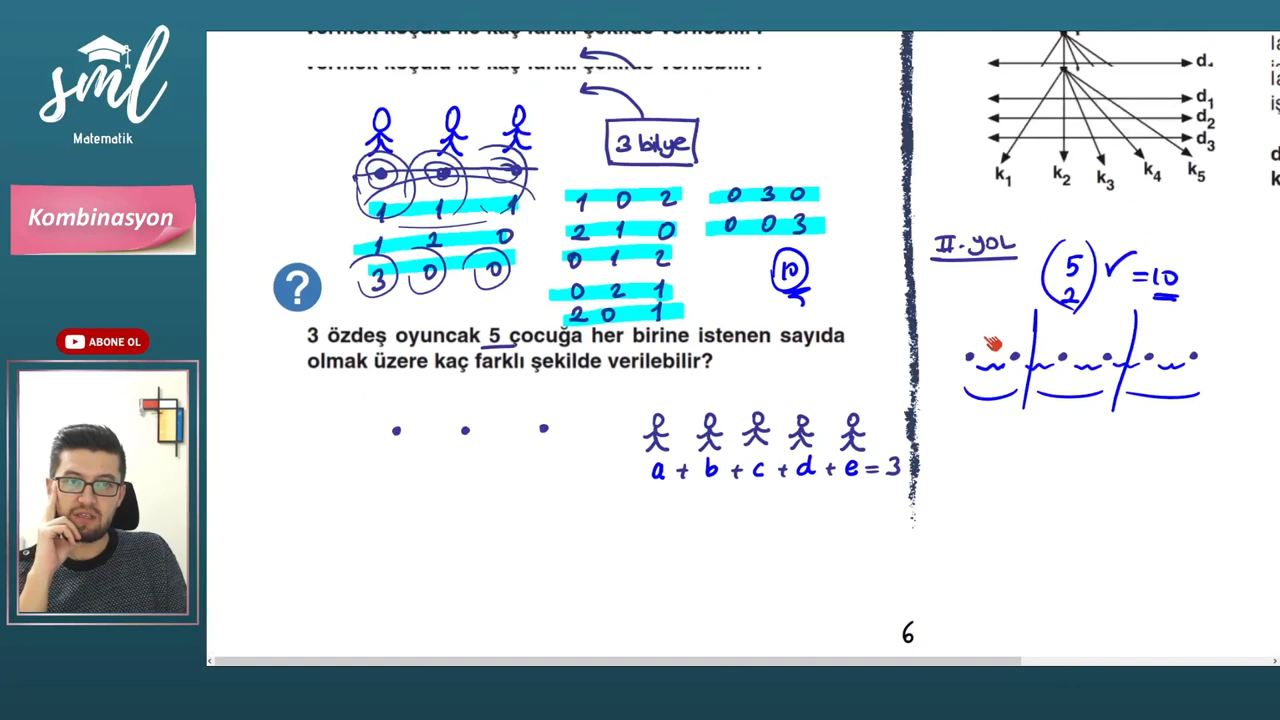 sml
Matematik
Kombinasyon
ABONE OL
3 bilye
1 1 1
1 2 0
3 0 0
1 0 2
2 1 0
0 1 2
0 2 1
2 0 1
0 3 0
0 0 3
10
?
3 özdeş oyuncak 5 çocuğa her birine istenen sayıda
olmak üzere kaç farklı şekilde verilebilir?
a + b + c + d + e = 3
6
d1
d2
d3
k1 k2 k3 k4 k5
II. YOL
(5 2) ✓ = 10